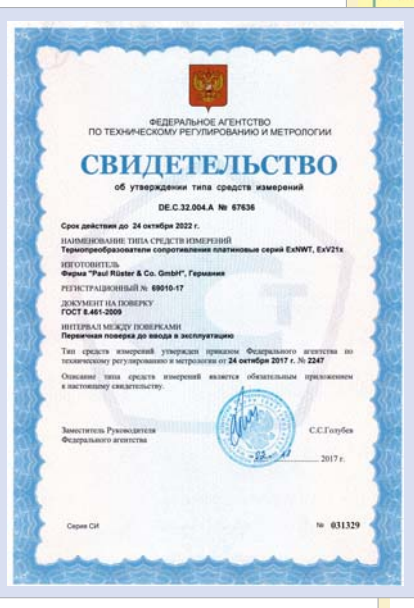 ФЕДЕРАЛЬНОЕ АГЕНТСТВО
ПО ТЕХНИЧЕСКОМУ РЕГУЛИРОВАНИЮ И МЕТРОЛОГИИ
СВИДЕТЕЛЬСТВО
об утверждении типа средств измерений
DE.C.32.004.A № 67636
Срок действия до 24 октября 2022 г.
НАИМЕНОВАНИЕ ТИПА СРЕДСТВ ИЗМЕРЕНИЙ
Термопреобразователи сопротивления платиновые серий ExNWT, ExV21x
ИЗГОТОВИТЕЛЬ
Фирма "Paul Rüster & Co. GmbH", Германия
РЕГИСТРАЦИОННЫЙ № 69010-17
ДОКУМЕНТ НА ПОВЕРКУ
ГОСТ 8.461-2009
ИНТЕРВАЛ МЕЖДУ ПОВЕРКАМИ
Первичная поверка до ввода в эксплуатацию
Тип средств измерений утвержден приказом Федерального агентства по
техническому регулированию и метрологии от 24 октября 2017 г. № 2247
Описание типа средств измерений является обязательным приложением
к настоящему свидетельству.
Заместитель Руководителя
Федерального агентства
С.С.Голубев
2017 г.
Серия СИ
№ 031329